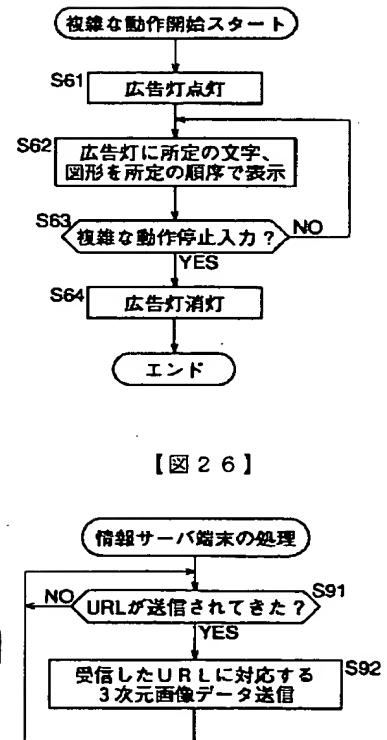 複雑な動作開始スタート
S61
広告灯点灯
S62
広告灯に所定の文字、
図形を所定の順序で表示
S63
複雑な動作停止入力？
NO
YES
S64
広告灯消灯
エンド
【図２６】
情報サーバ端末の処理
NO
URLが送信されてきた？
S91
YES
受信したＵＲＬに対応する
３次元画像データ送信
S92